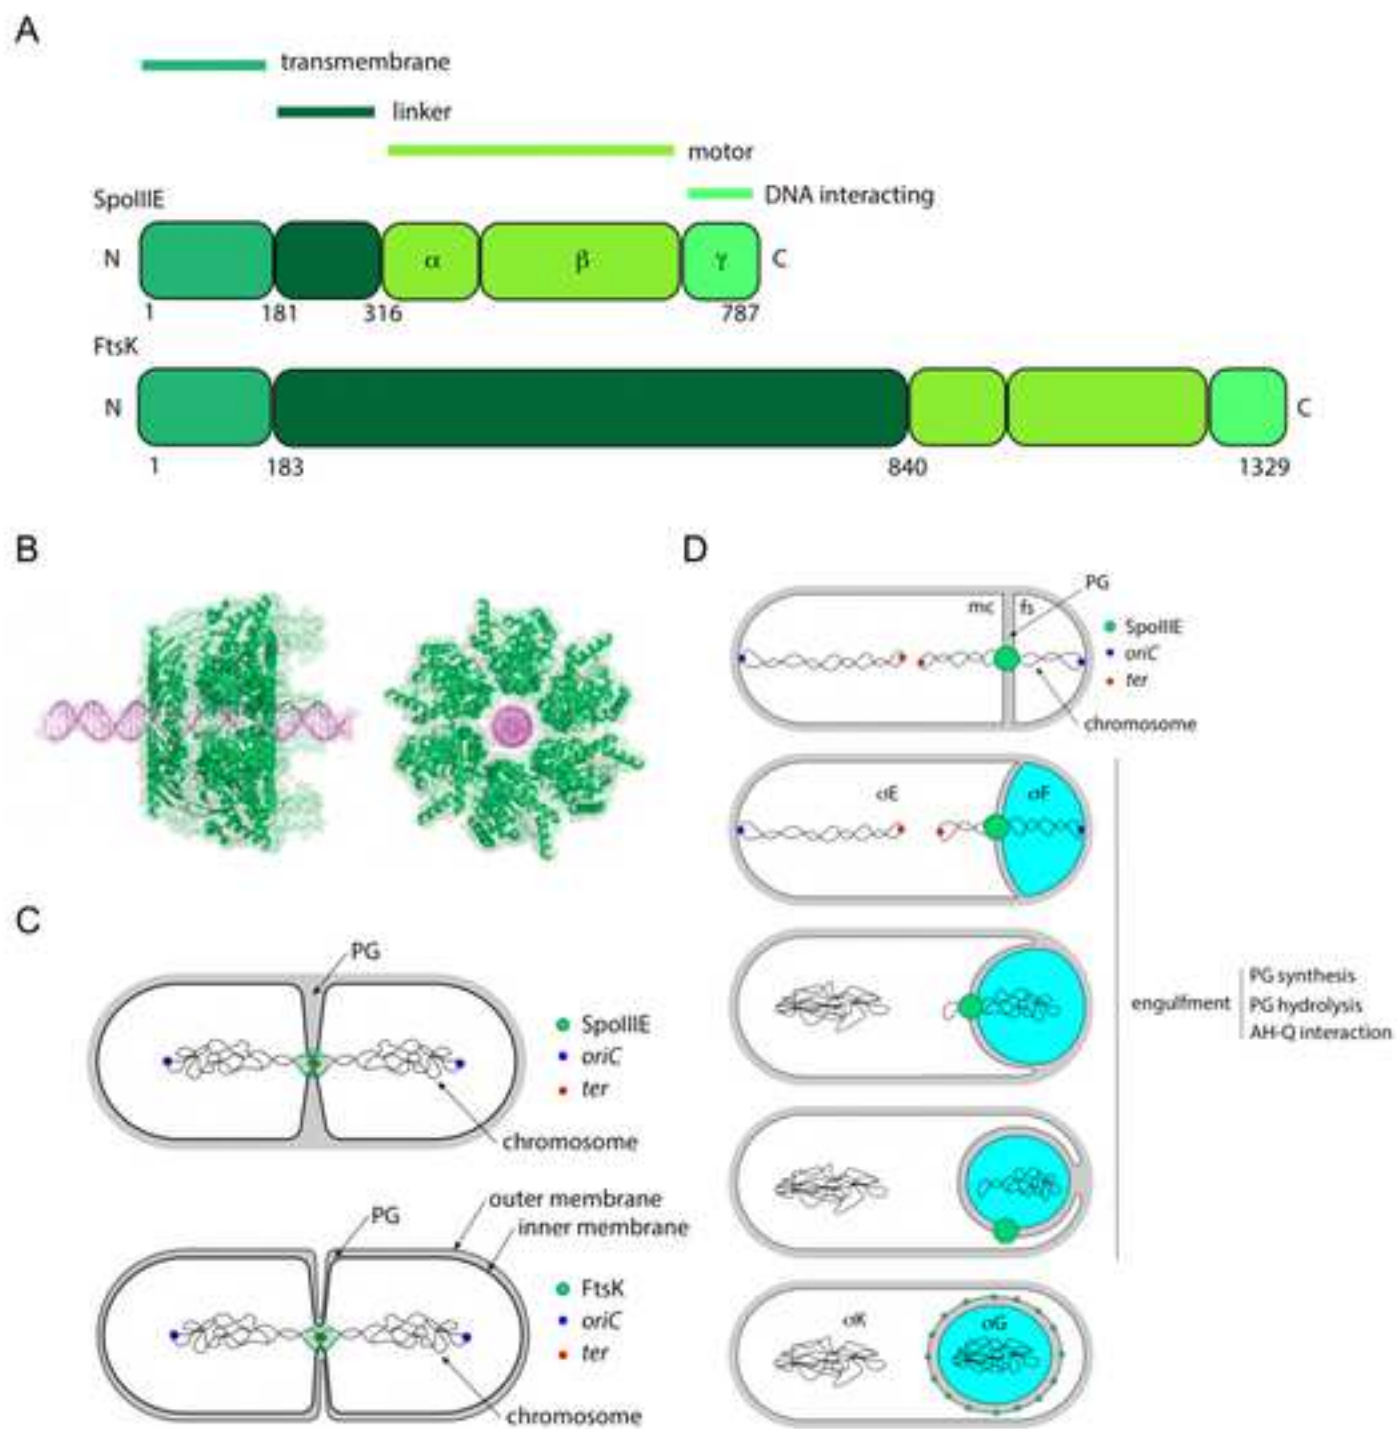 A
transmembrane
linker
motor
DNA interacting
SpoIIIE
N α β γ C
1 181 316 787
FtsK
N C
1 183 840 1329
B
C
PG
SpoIIIE
oriC
ter
chromosome
outer membrane
inner membrane
PG
FtsK
oriC
ter
chromosome
D
PG
mc fs
SpoIIIE
oriC
ter
chromosome
σE σF
engulfment
PG synthesis
PG hydrolysis
AH-Q interaction
σK σG